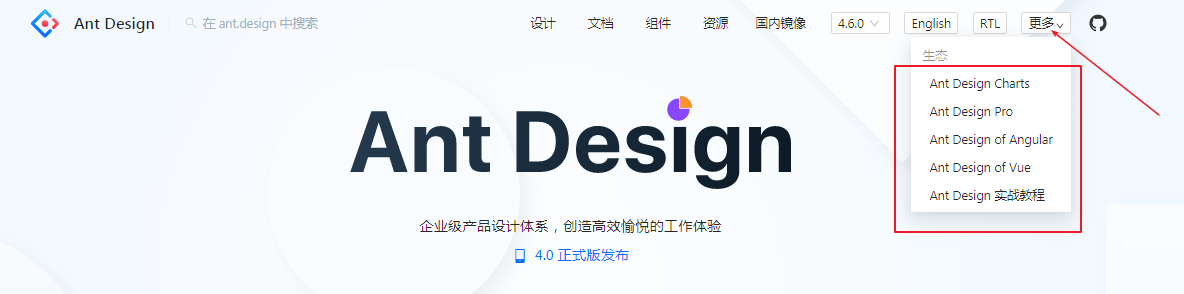 Ant Design 在 ant.design 中搜索 设计 文档 组件 资源 国内镜像 4.6.0 English RTL 更多
生态
Ant Design Charts
Ant Design Pro
Ant Design of Angular
Ant Design of Vue
Ant Design 实战教程
Ant Design
企业级产品设计体系，创造高效愉悦的工作体验
4.0 正式版发布